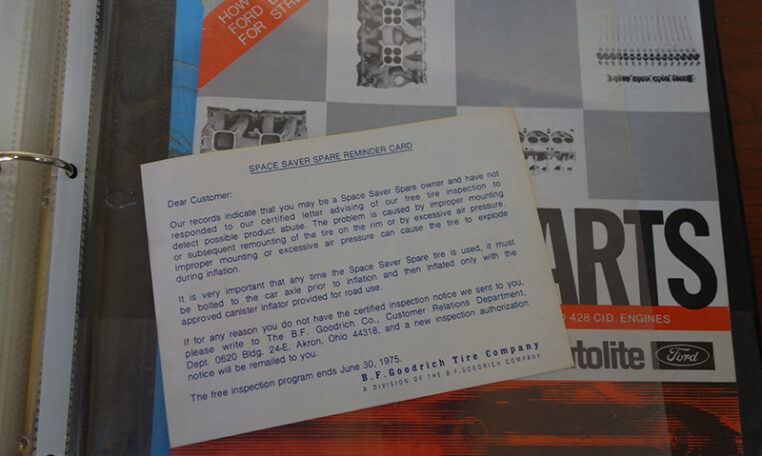 HOW
FORD
FOR STR
SPACE SAVER SPARE REMINDER CARD
Dear Customer:
Our records indicate that you may be a Space Saver Spare owner and have not
responded to our certified letter advising of our free tire inspection to
detect possible product abuse. The problem is caused by improper mounting
or subsequent remounting of the tire on the rim or by excessive air pressure.
Improper mounting or excessive air pressure can cause the tire to explode
during inflation.
It is very important that any time the Space Saver Spare tire is used, it must
be bolted to the car axle prior to inflation and then inflated only with the
approved canister inflator provided for road use.
If for any reason you do not have the certified inspection notice we sent to you,
please write to The B.F. Goodrich Co., Customer Relations Department,
Dept. 0620 Bldg. 24-E, Akron, Ohio 44318, and a new inspection authorization
notice will be remailed to you.
The free inspection program ends June 30, 1975.
B.F.Goodrich Tire Company
A DIVISION OF THE B.F. GOODRICH COMPANY
ARTS
428 C.I.D. ENGINES
tolite Ford